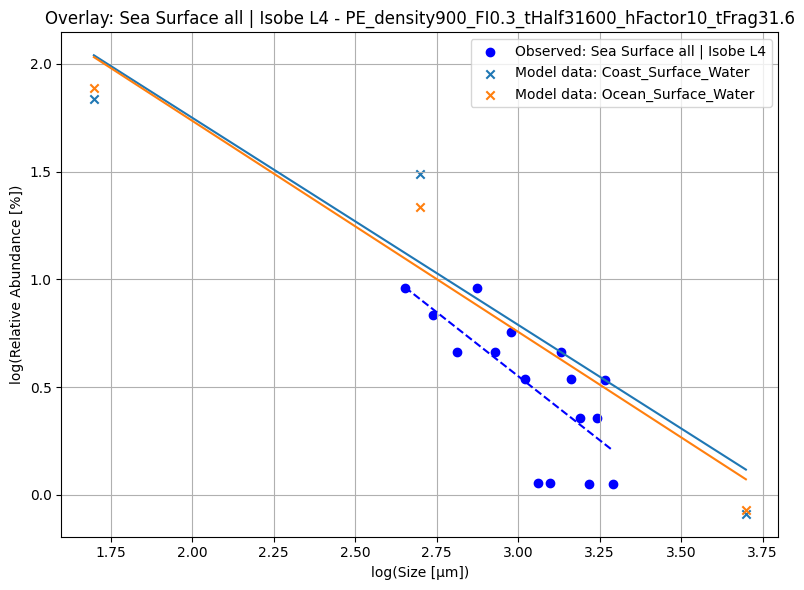 Overlay: Sea Surface all | Isobe L4 - PE_density900_FI0.3_tHalf31600_hFactor10_tFrag31.6
Observed: Sea Surface all | Isobe L4
Model data: Coast_Surface_Water
Model data: Ocean_Surface_Water
log(Relative Abundance [%])
2.0
1.5
1.0
0.5
0.0
1.75 2.00 2.25 2.50 2.75 3.00 3.25 3.50 3.75
log(Size [μm])